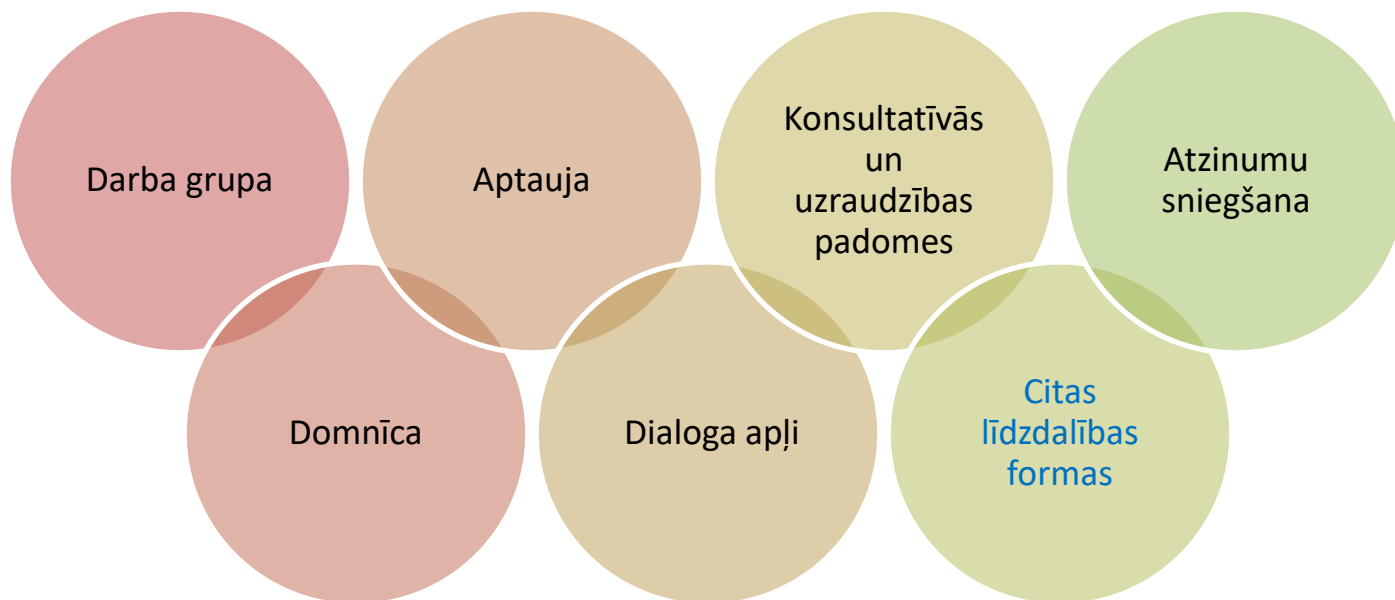 Darba grupa
Aptauja
Konsultatīvās
un
uzraudzības
padomes
Atzinumu
sniegšana
Domnīca
Dialoga apļi
Citas
līdzdalības
formas